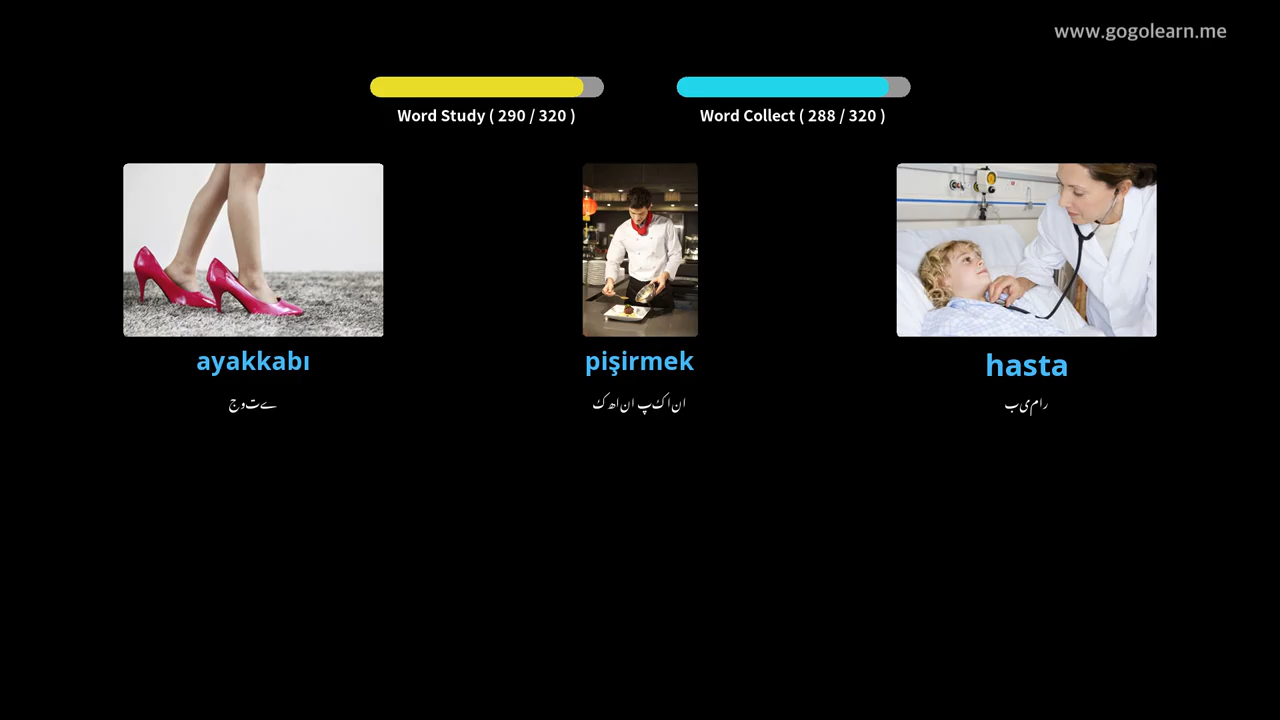 www.gogolearn.me
Word Study ( 290 / 320 )
Word Collect ( 288 / 320 )
ayakkabı
pişirmek
hasta
جوتے
کھانا پکانا
بیمار